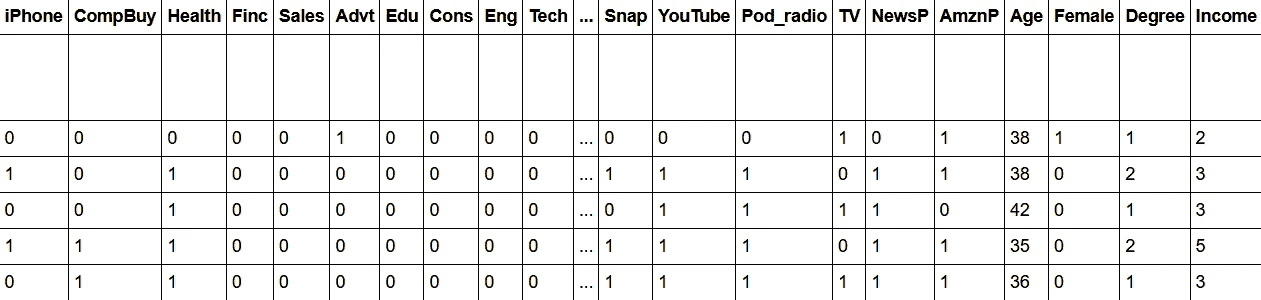 iPhone CompBuy Health Finc Sales Advt Edu Cons Eng Tech ... Snap YouTube Pod_radio TV NewsP AmznP Age Female Degree Income
0 0 0 0 0 1 0 0 0 0 ... 0 0 0 1 0 1 38 1 1 2
1 0 1 0 0 0 0 0 0 0 ... 1 1 1 0 1 1 38 0 2 3
0 0 1 0 0 0 0 0 0 0 ... 0 1 1 1 1 0 42 0 1 3
1 1 1 0 0 0 0 0 0 0 ... 1 1 1 0 1 1 35 0 2 5
0 1 1 0 0 0 0 0 0 0 ... 1 1 1 1 1 1 36 0 1 3